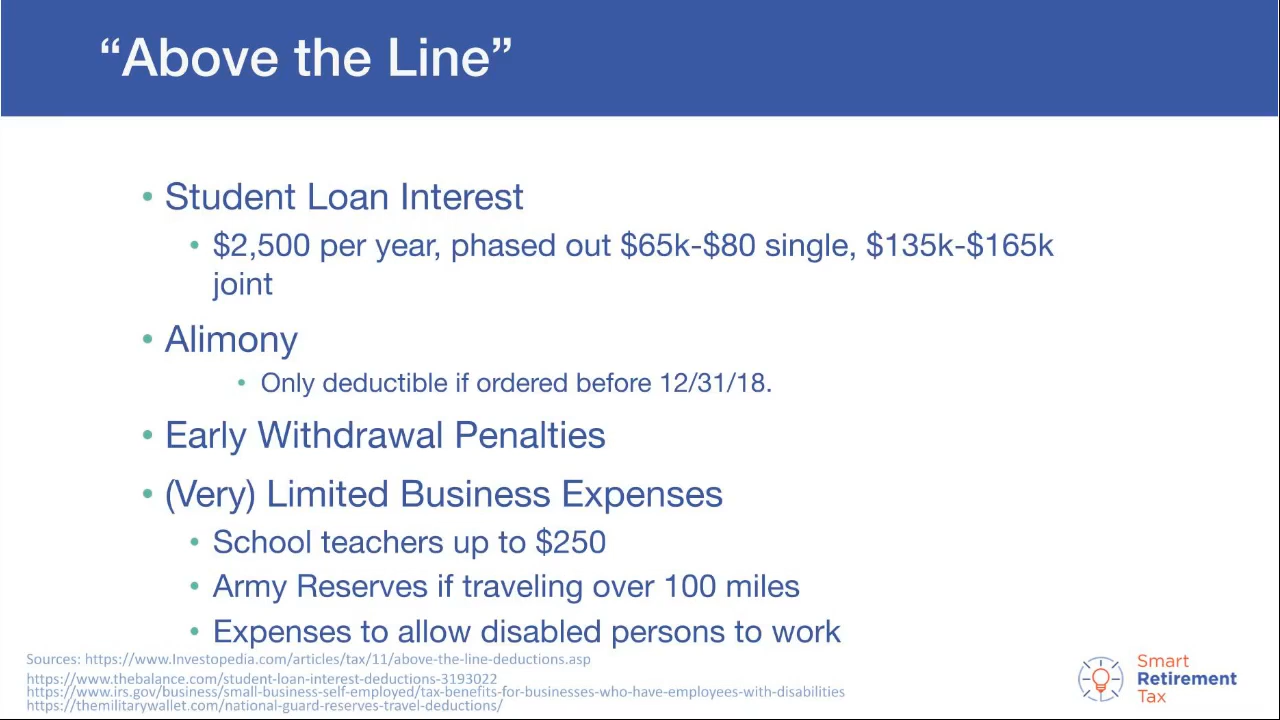 “Above the Line”
• Student Loan Interest
• $2,500 per year, phased out $65k-$80 single, $135k-$165k
joint
• Alimony
• Only deductible if ordered before 12/31/18.
• Early Withdrawal Penalties
• (Very) Limited Business Expenses
• School teachers up to $250
• Army Reserves if traveling over 100 miles
• Expenses to allow disabled persons to work
Sources: https://www.Investopedia.com/articles/tax/11/above-the-line-deductions.asp
https://www.thebalance.com/student-loan-interest-deductions-3193022
https://www.irs.gov/business/small-business-self-employed/tax-benefits-for-businesses-who-have-employees-with-disabilities
https://themilitarywallet.com/national-guard-reserves-travel-deductions/
Smart
Retirement
Tax